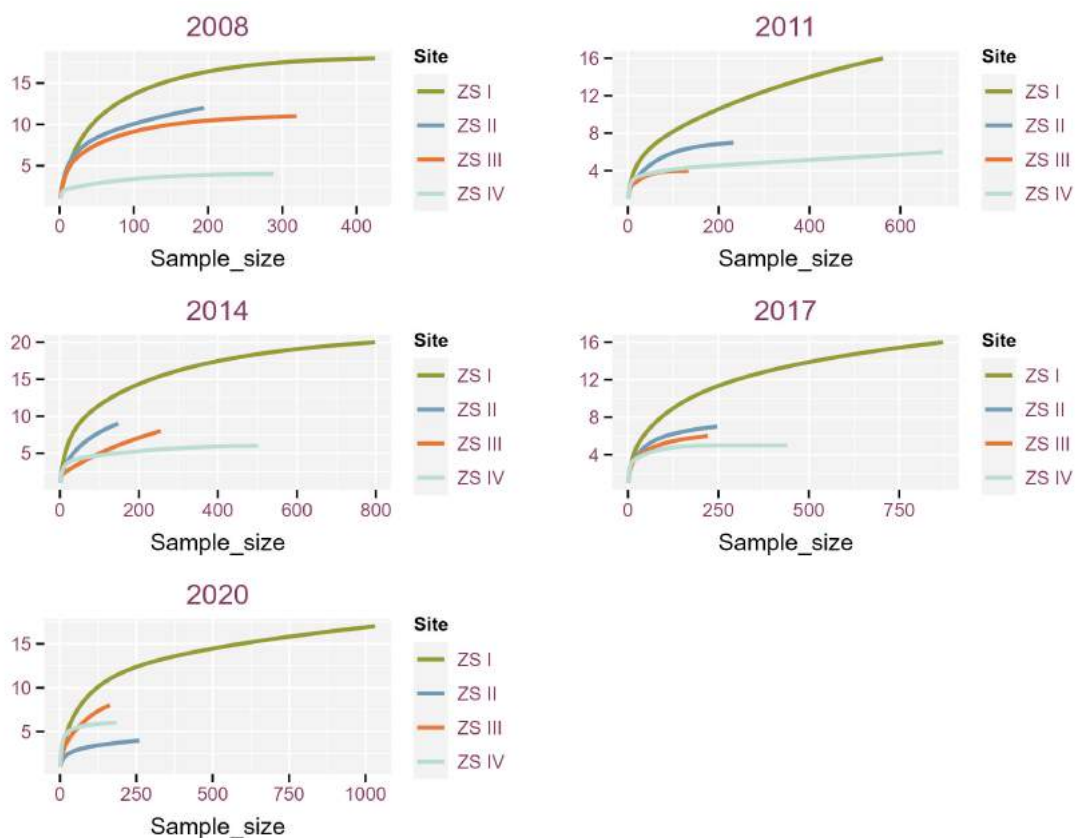 2008
15
10
5
0
100
200
300
400
Sample_size
Site
ZS I
ZS II
ZS III
ZS IV
2011
16
12
8
4
0
200
400
600
Sample_size
Site
ZS I
ZS II
ZS III
ZS IV
2014
20
15
10
5
0
200
400
600
800
Sample_size
Site
ZS I
ZS II
ZS III
ZS IV
2017
16
12
8
4
0
250
500
750
Sample_size
Site
ZS I
ZS II
ZS III
ZS IV
2020
15
10
5
0
250
500
750
1000
Sample_size
Site
ZS I
ZS II
ZS III
ZS IV